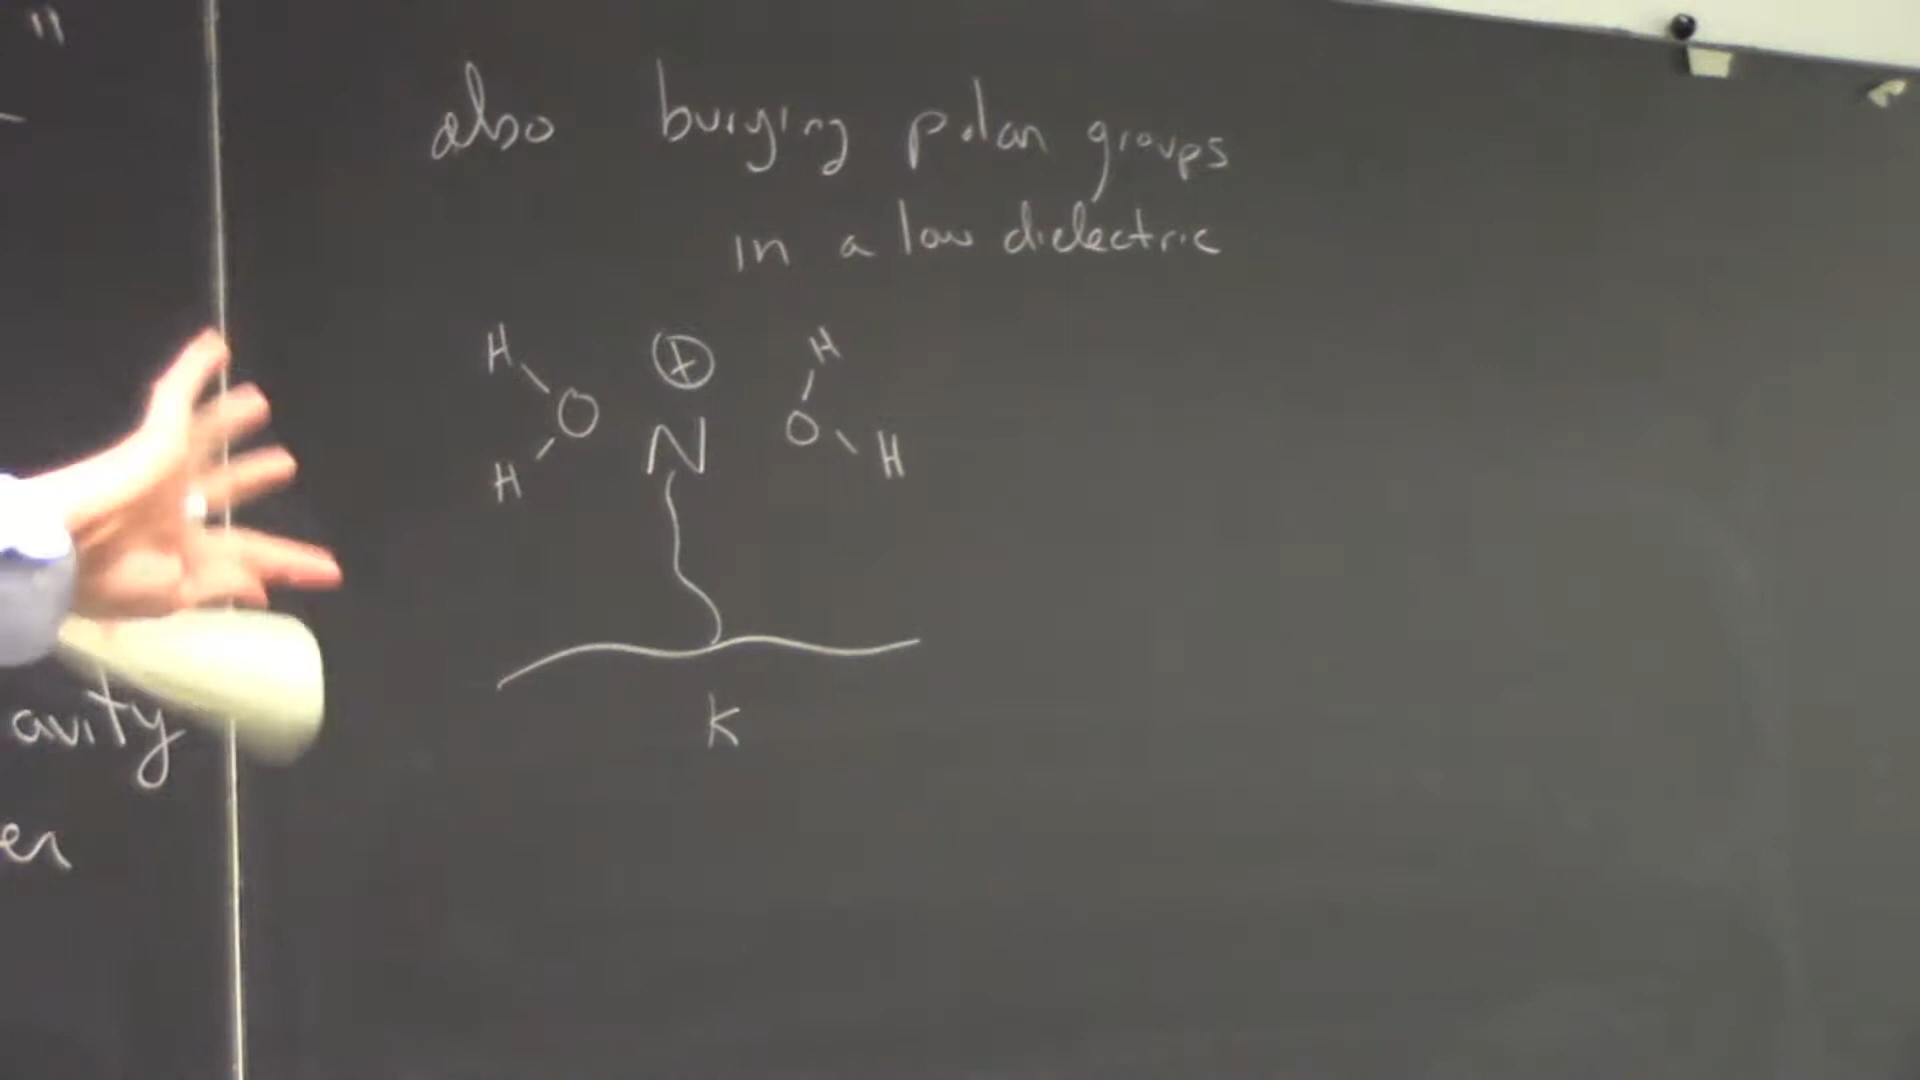 "
also burying polar groups
in a low dielectric
H ⊕ H
O N O
H H
K
avity
er